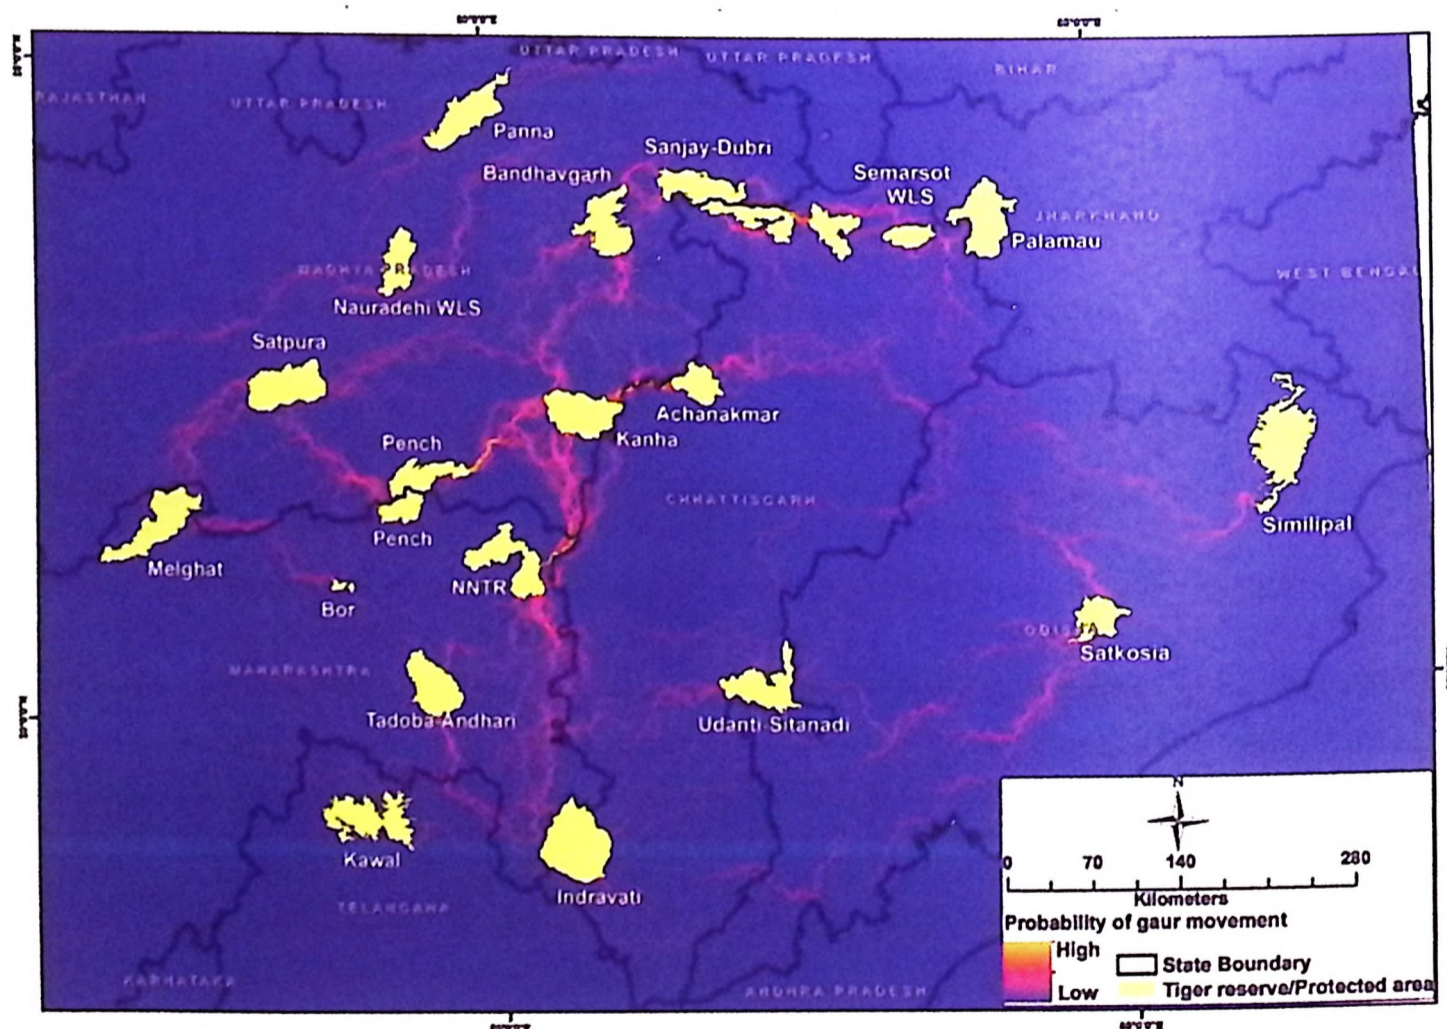 UTTAR PRADESH
UTTAR PRADESH
BIHAR
RAJASTHAN
UTTAR PRADESH
Panna
Sanjay-Dubri
Bandhavgarh
Semarsot
WLS
JHARKHAND
Palamau
MADHYA PRADESH
WEST BENGAL
Nauradehi WLS
Satpura
Achanakmar
Pench
Kanha
CHHATTISGARH
Similipal
Pench
Melghat
NNTR
Bor
ODISHA
Satkosia
MAHARASHTRA
Tadoba-Andhari
Udanti-Sitanadi
Kawal
Indravati
TELANGANA
KARNATAKA
ANDHRA PRADESH
N
0 70 140 280
Kilometers
Probability of gaur movement
High
Low
State Boundary
Tiger reserve/Protected area